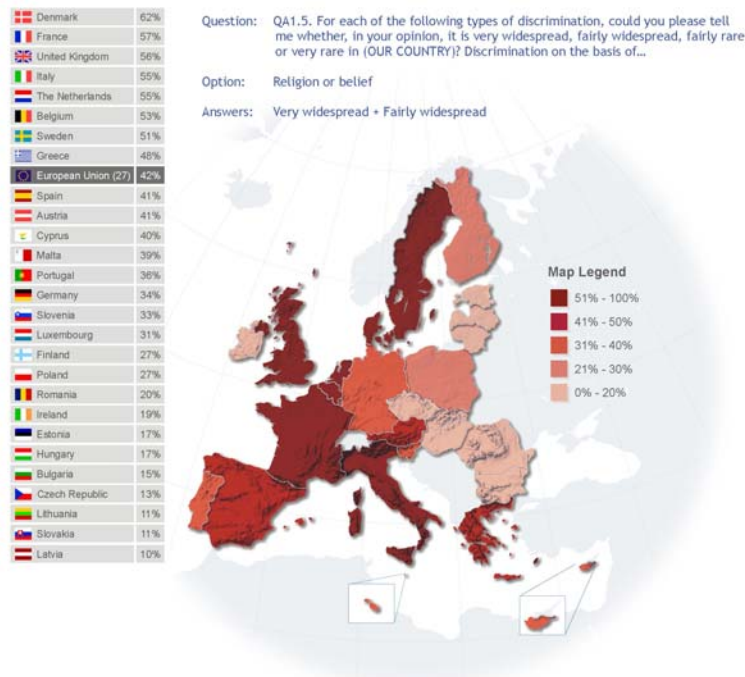 Denmark 62%
France 57%
United Kingdom 56%
Italy 55%
The Netherlands 55%
Belgium 53%
Sweden 51%
Greece 48%
European Union (27) 42%
Spain 41%
Austria 41%
Cyprus 40%
Malta 39%
Portugal 36%
Germany 34%
Slovenia 33%
Luxembourg 31%
Finland 27%
Poland 27%
Romania 20%
Ireland 19%
Estonia 17%
Hungary 17%
Bulgaria 15%
Czech Republic 13%
Lithuania 11%
Slovakia 11%
Latvia 10%
Question: QA1.5. For each of the following types of discrimination, could you please tell
me whether, in your opinion, it is very widespread, fairly widespread, fairly rare
or very rare in (OUR COUNTRY)? Discrimination on the basis of…
Option: Religion or belief
Answers: Very widespread + Fairly widespread
Map Legend
51% - 100%
41% - 50%
31% - 40%
21% - 30%
0% - 20%